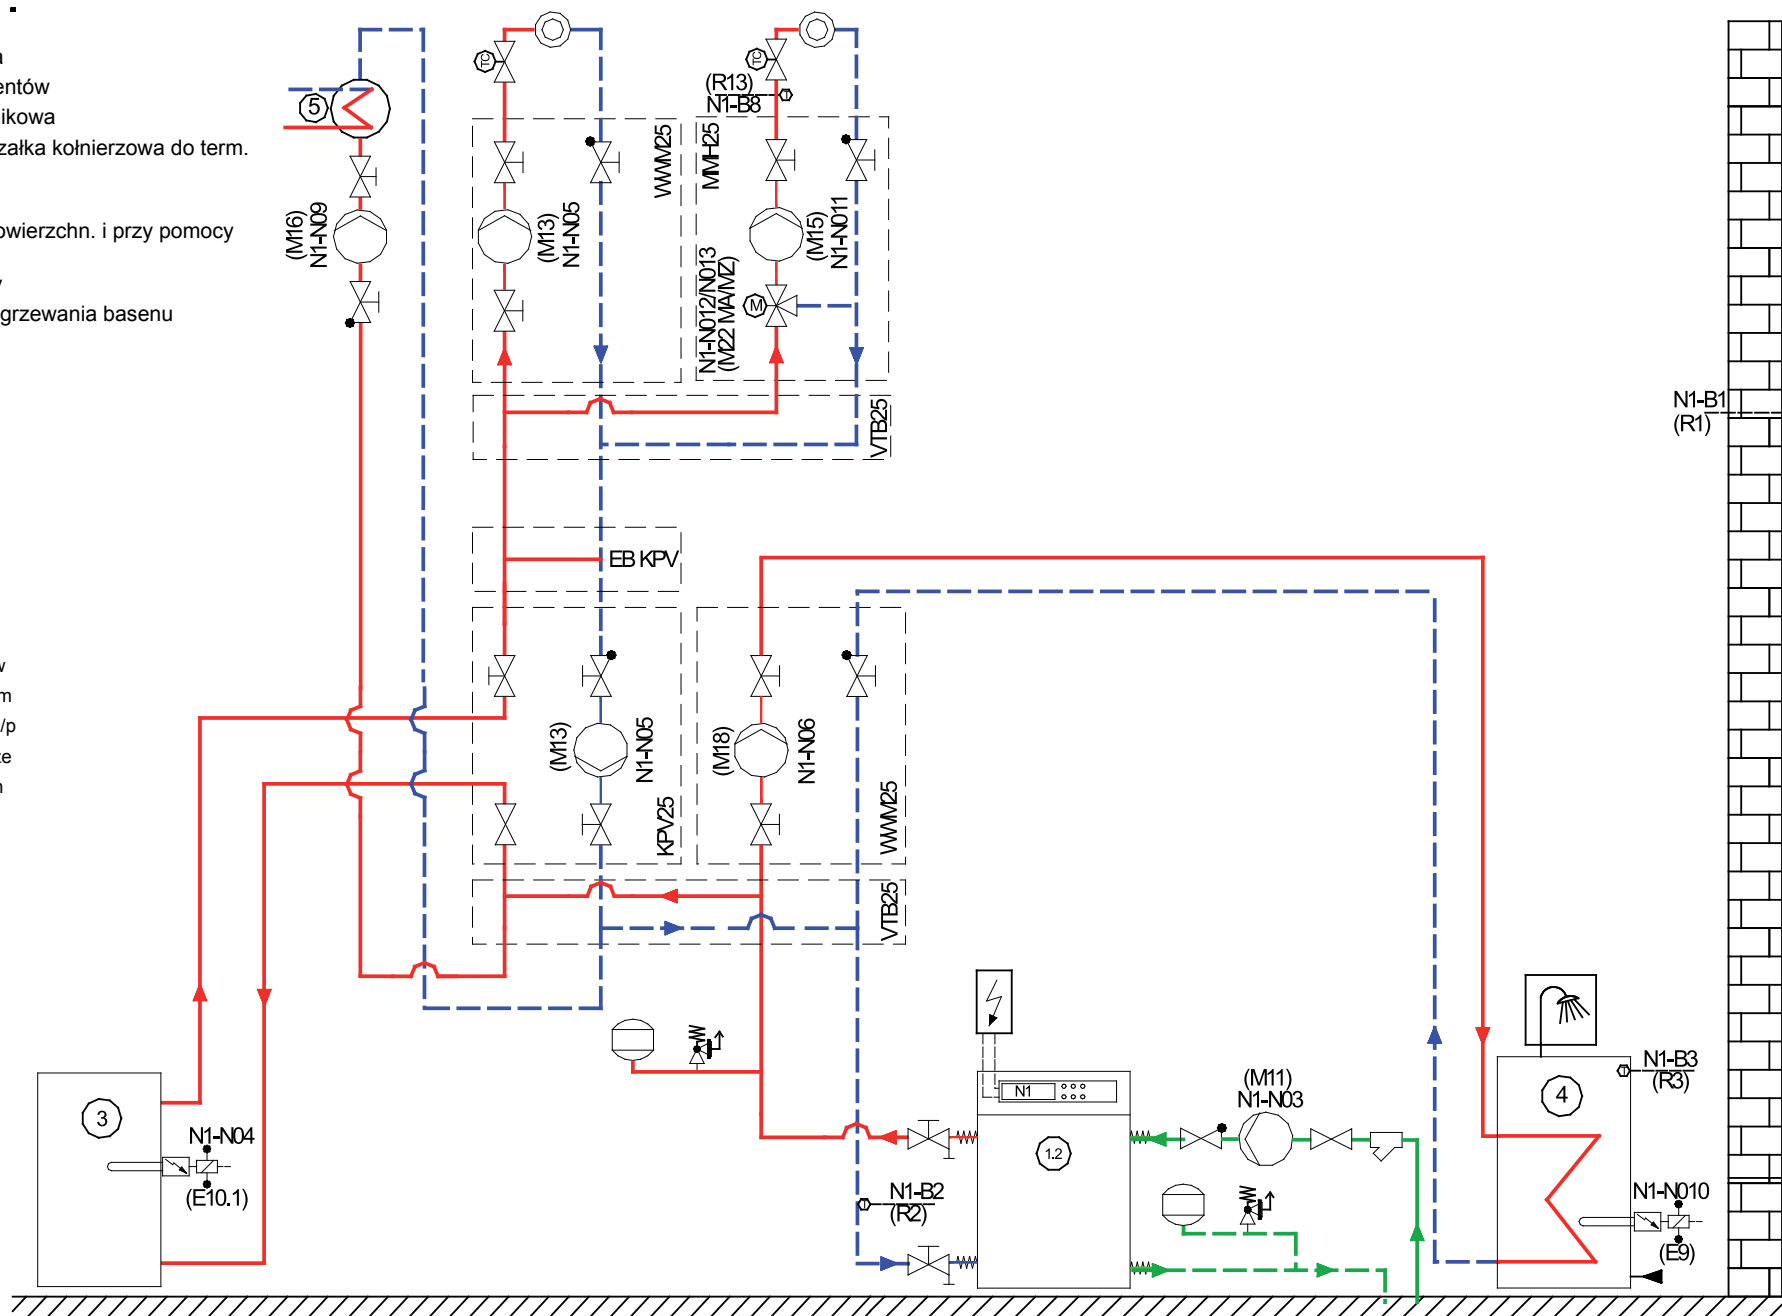 a
entów
ikowa
załka kołnierzowa do term.
owierzchn. i przy pomocy
y
grzewania basenu
w
m
/p
że
h
5
TC
TC
(R13)
N1-B8
WWM25
MMH25
(M16)
N1-N09
(M13)
N1-N05
(M15)
N1-N011
N1-N012/N013
(M22 MA/MZ)
M
VTB25
N1-B1
(R1)
EB KPV
(M13)
N1-N05
KPV25
(M18)
N1-N06
WWM25
VTB25
3
N1-N04
(E10.1)
N1
1.2
N1-B2
(R2)
(M11)
N1-N03
4
N1-B3
(R3)
N1-N010
(E9)